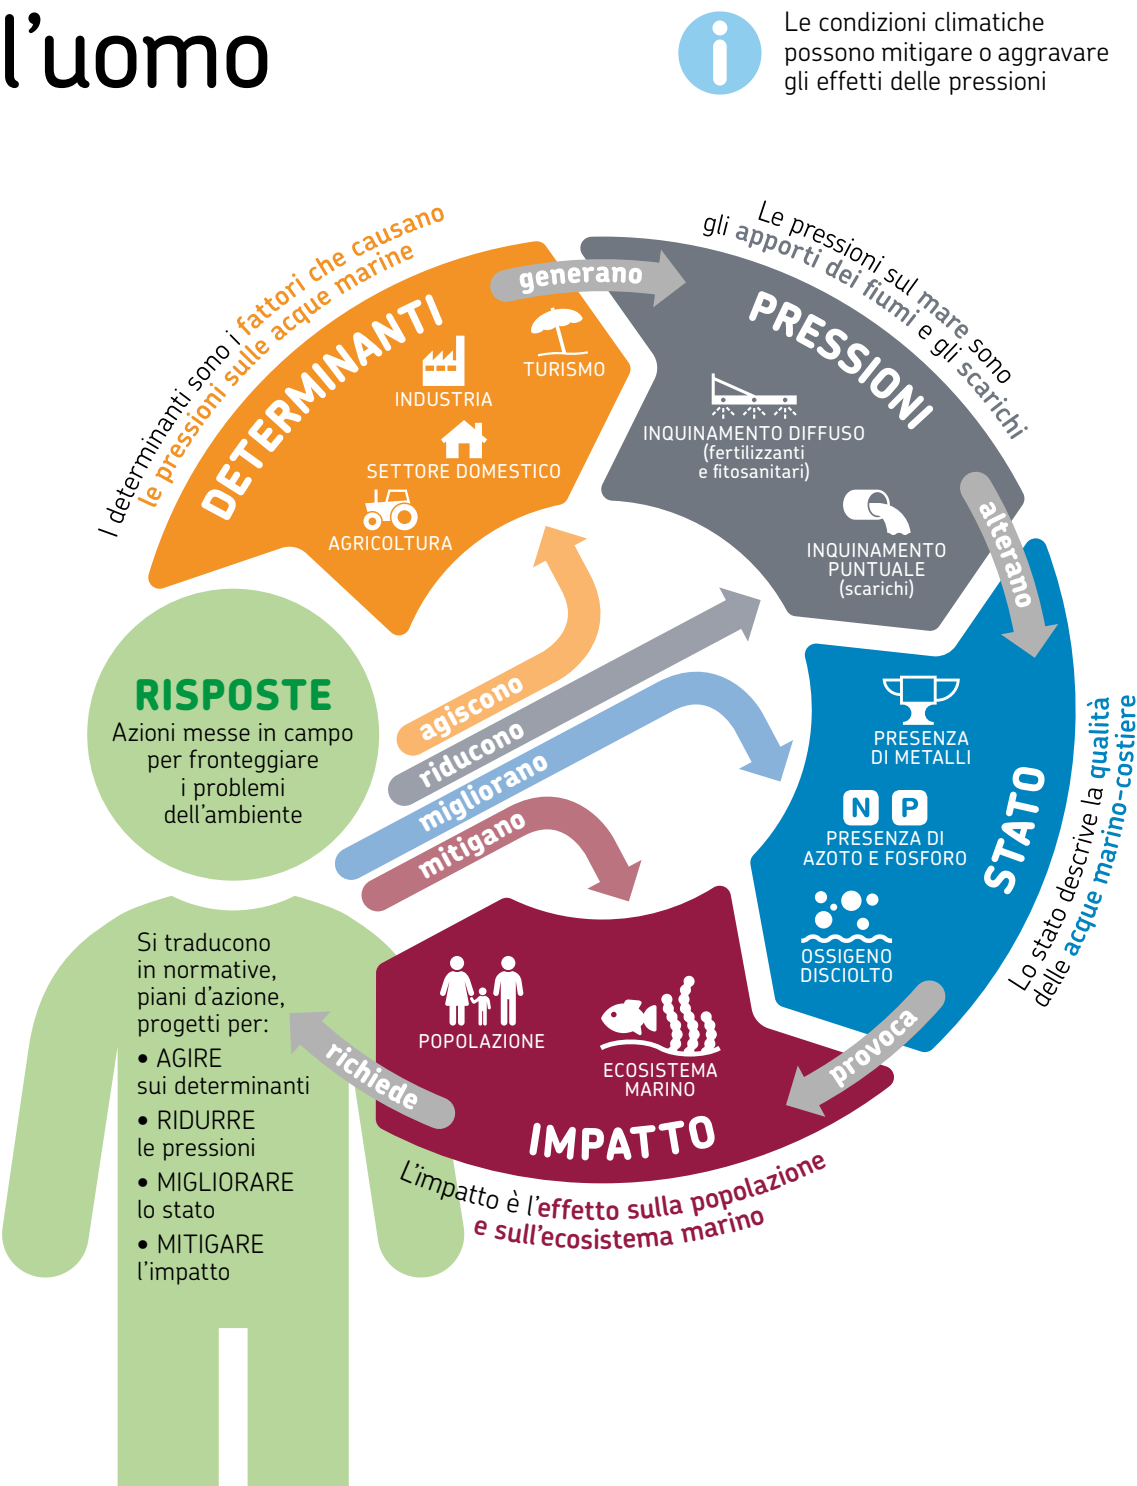 l'uomo
Le condizioni climatiche
possono mitigare o aggravare
gli effetti delle pressioni
I determinanti sono i fattori che causano
le pressioni sulle acque marine
DETERMINANTI
TURISMO
INDUSTRIA
SETTORE DOMESTICO
AGRICOLTURA
generano
Le pressioni sul mare sono
gli apporti dei fiumi e gli scarichi
PRESSIONI
INQUINAMENTO DIFFUSO
(fertilizzanti
e fitosanitari)
INQUINAMENTO
PUNTUALE
(scarichi)
alterano
STATO
PRESENZA
DI METALLI
N P
PRESENZA DI
AZOTO E FOSFORO
OSSIGENO
DISCIOLTO
Lo stato descrive la qualità
delle acque marino-costiere
provoca
POPOLAZIONE
ECOSISTEMA
MARINO
IMPATTO
L'impatto è l'effetto sulla popolazione
e sull'ecosistema marino
richiede
RISPOSTE
Azioni messe in campo
per fronteggiare
i problemi
dell'ambiente
agiscono
riducono
migliorano
mitigano
Si traducono
in normative,
piani d'azione,
progetti per:
• AGIRE
sui determinanti
• RIDURRE
le pressioni
• MIGLIORARE
lo stato
• MITIGARE
l'impatto